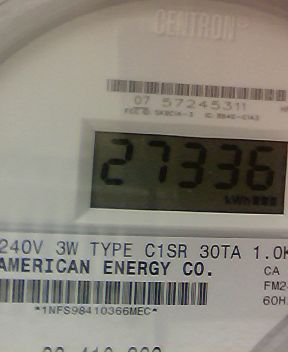 CENTRON®
07 57245311
27336
kWh
240V 3W TYPE C1SR 30TA 1.0K
AMERICAN ENERGY CO.
CA
FM2
60H
*1NFS98410366MEC*